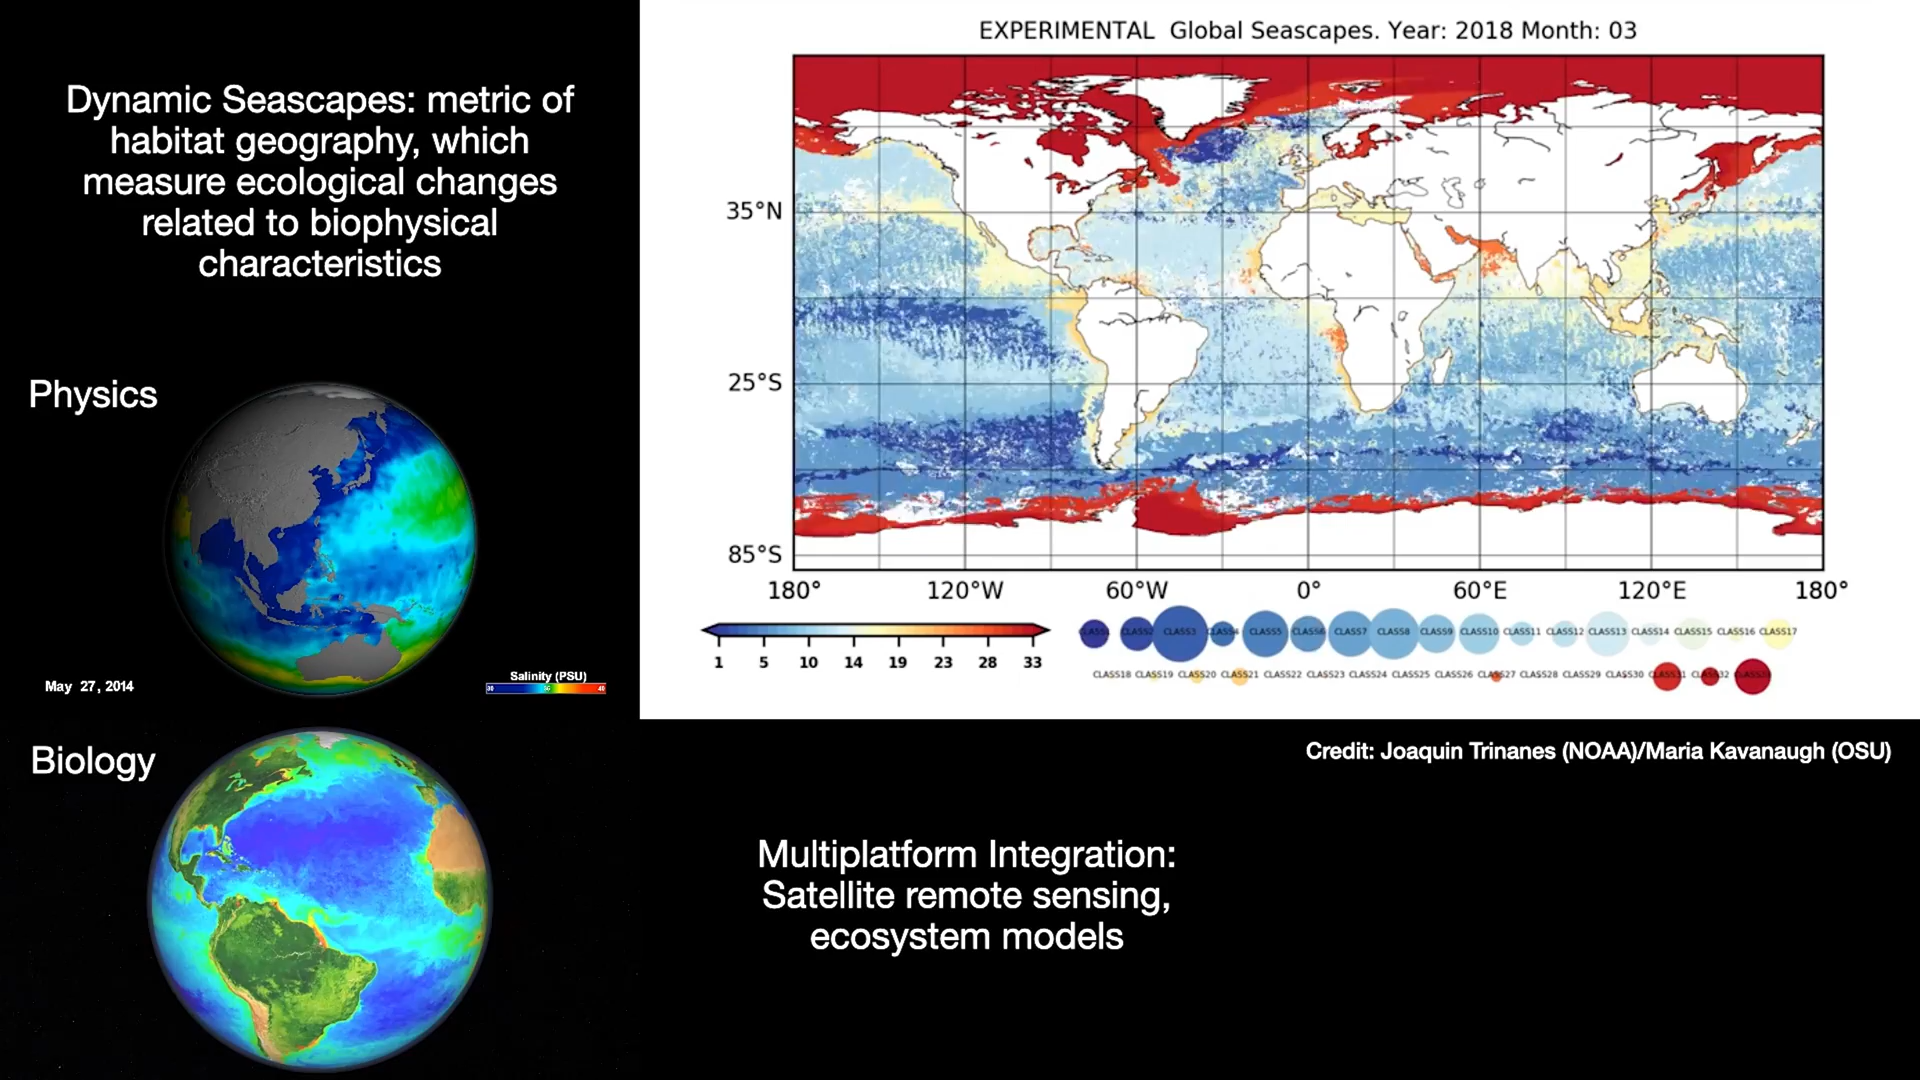 Dynamic Seascapes: metric of
habitat geography, which
measure ecological changes
related to biophysical
characteristics
Physics
May 27, 2014
Salinity (PSU)
30
35
40
Biology
EXPERIMENTAL Global Seascapes. Year: 2018 Month: 03
35°N
25°S
85°S
180° 120°W 60°W 0° 60°E 120°E 180°
1 5 10 14 19 23 28 33
CLASS1 CLASS2 CLASS3 CLASS4 CLASS5 CLASS6 CLASS7 CLASS8 CLASS9 CLASS10 CLASS11 CLASS12 CLASS13 CLASS14 CLASS15 CLASS16 CLASS17
CLASS18 CLASS19 CLASS20 CLASS21 CLASS22 CLASS23 CLASS24 CLASS25 CLASS26 CLASS27 CLASS28 CLASS29 CLASS30 CLASS31 CLASS32 CLASS33
Credit: Joaquin Trinanes (NOAA)/Maria Kavanaugh (OSU)
Multiplatform Integration:
Satellite remote sensing,
ecosystem models